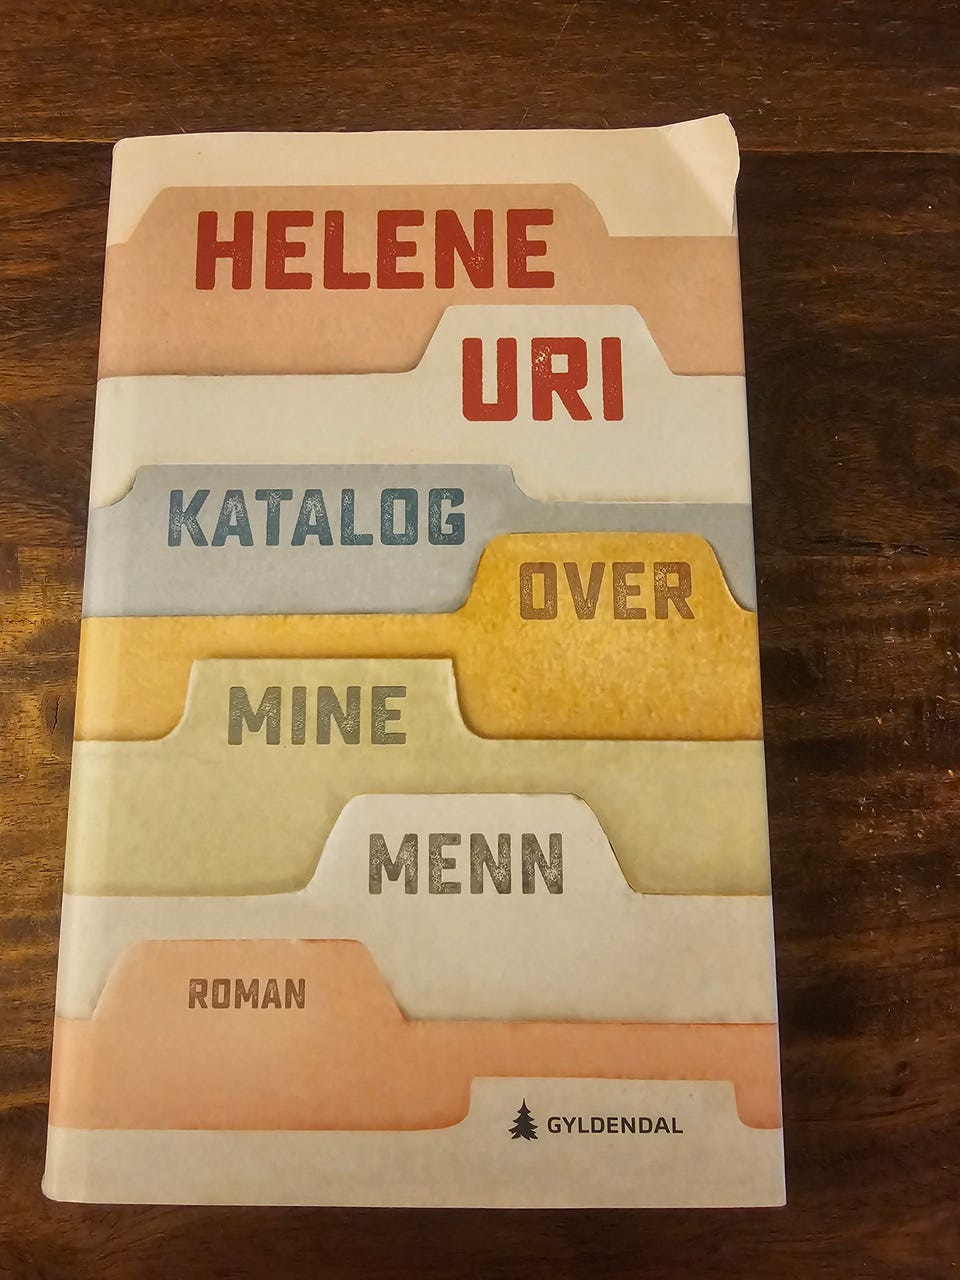 HELENE
URI
KATALOG
OVER
MINE
MENN
ROMAN
GYLDENDAL